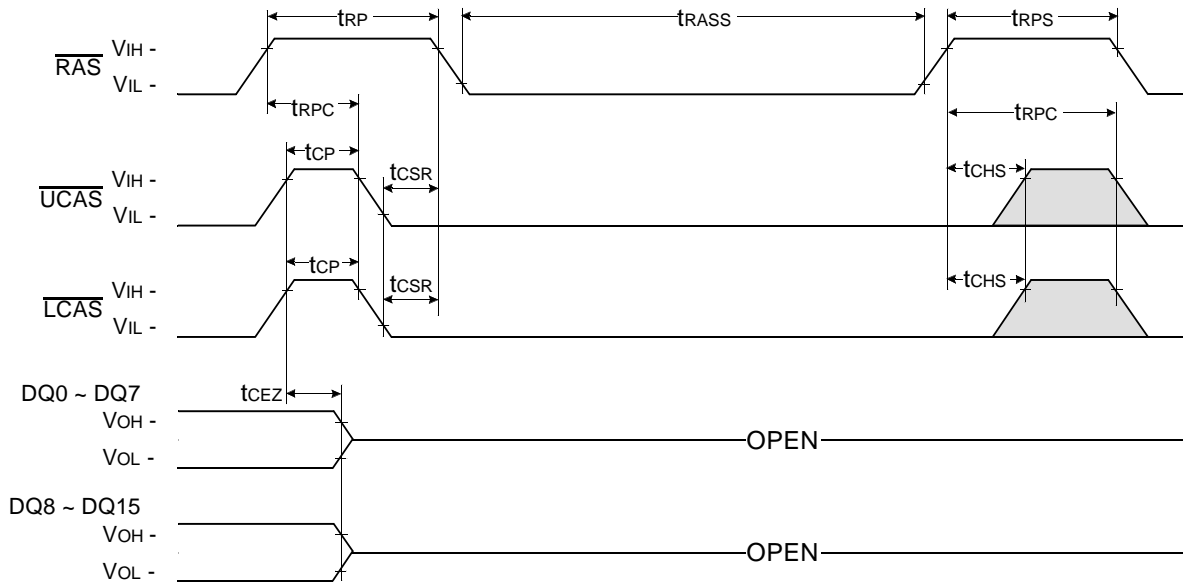 tRP
tRASS
tRPS
RAS
VIH -
VIL -
tRPC
tRPC
tCP
tCSR
tCHS
UCAS
VIH -
VIL -
tCP
tCSR
tCHS
LCAS
VIH -
VIL -
tCEZ
DQ0 ~ DQ7
VOH -
VOL -
OPEN
DQ8 ~ DQ15
VOH -
VOL -
OPEN